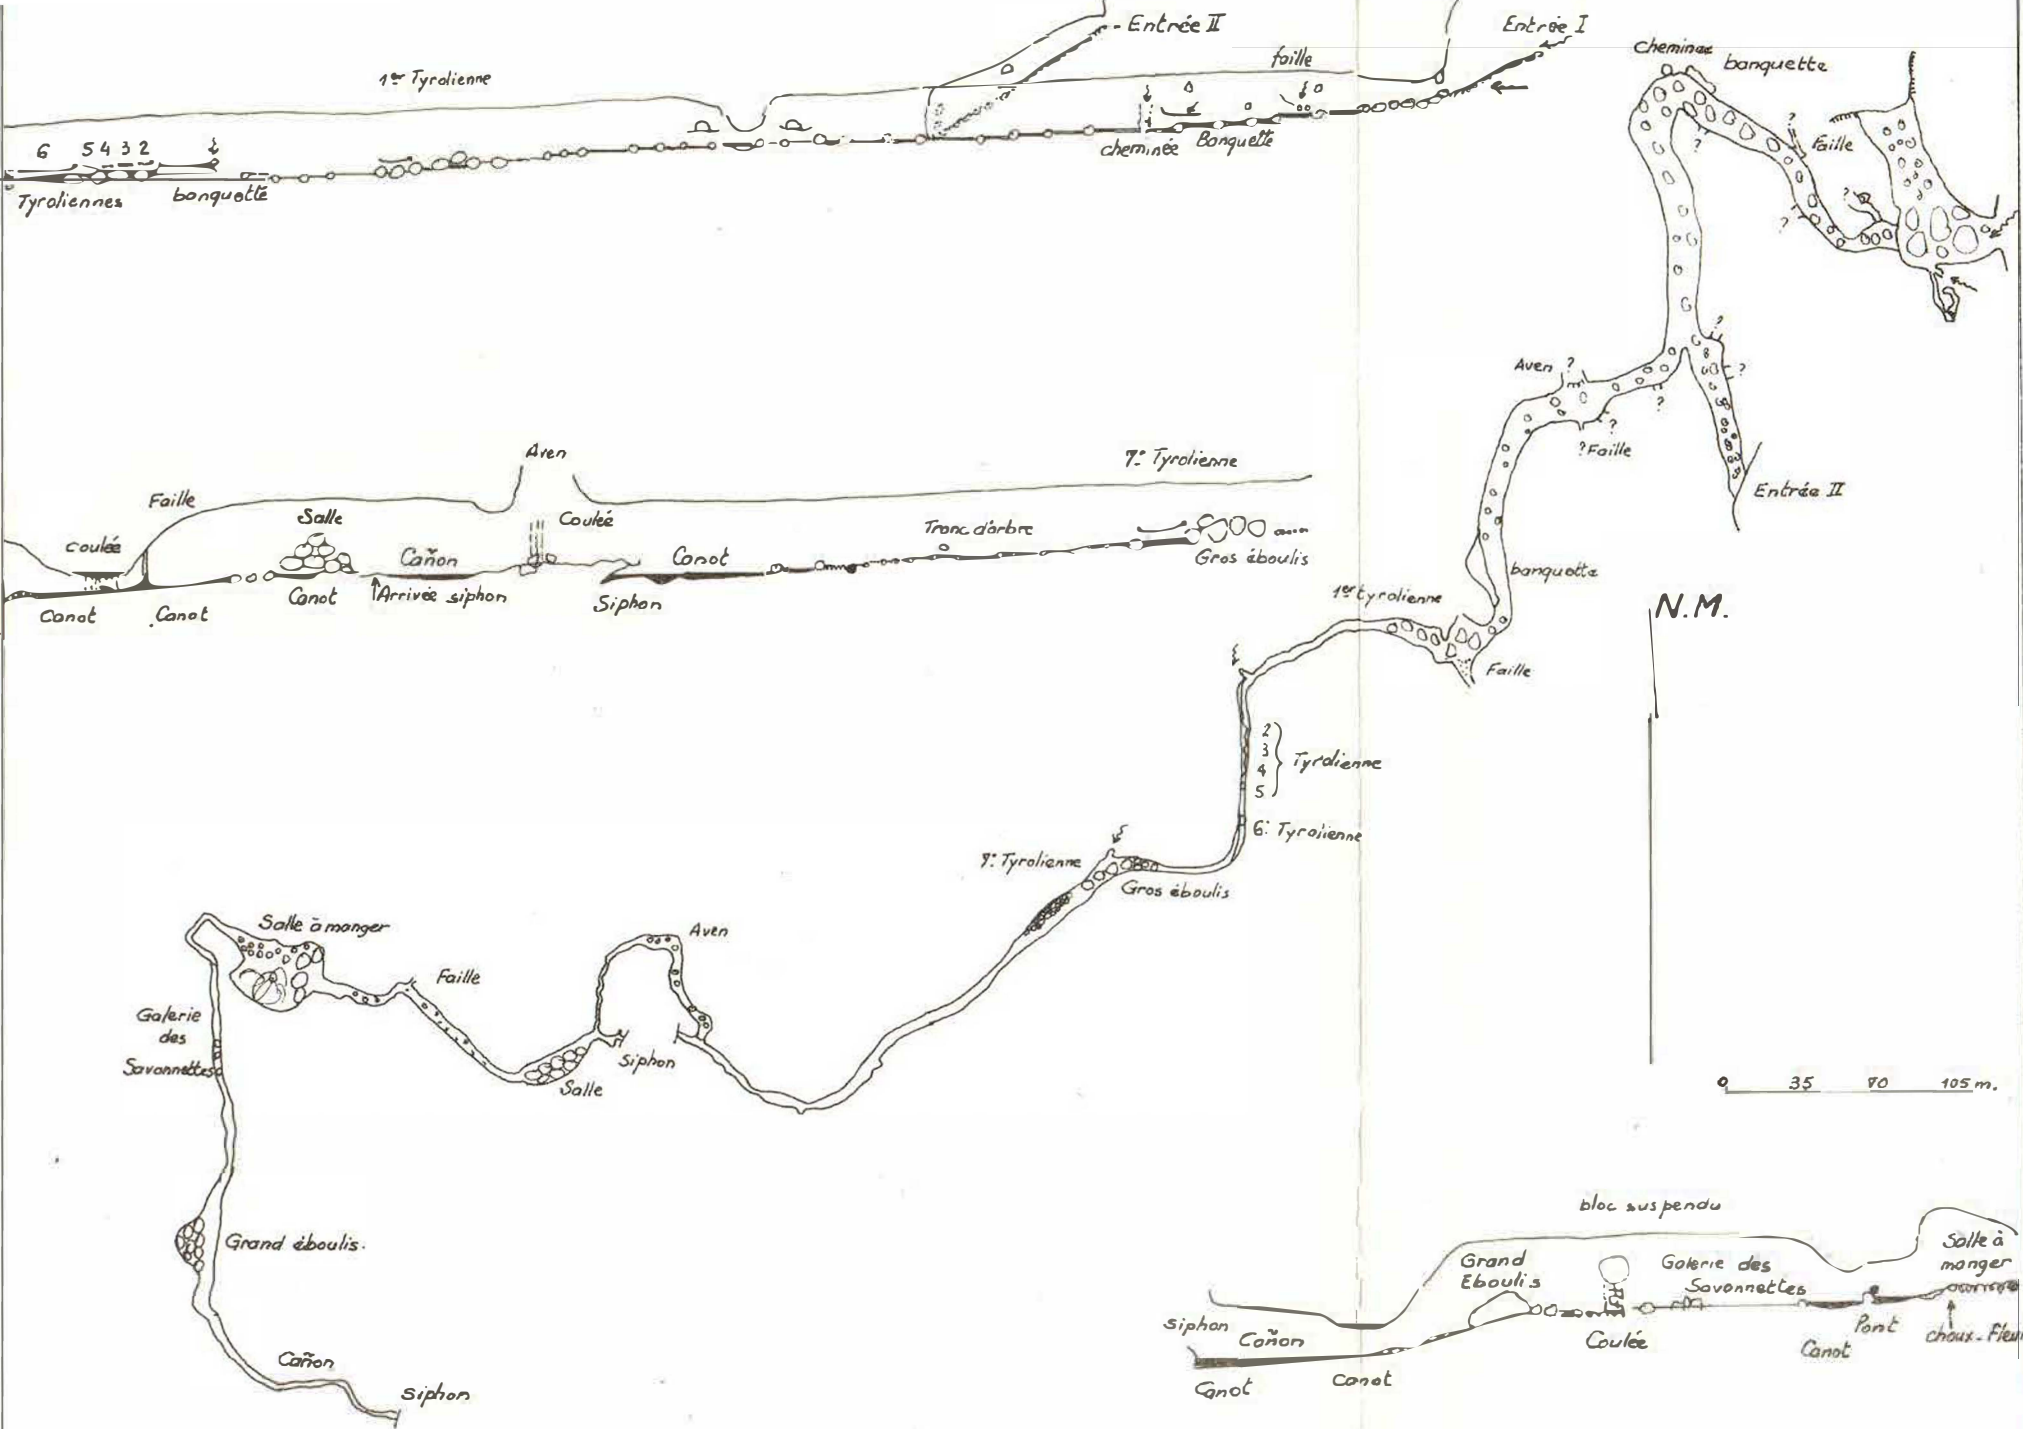 Entrée II
Entrée I
1er Tyrolienne
faille
6 5 4 3 2
Tyroliennes
banquette
cheminée
Banquette
Cheminee
banquette
?
?
Faille
?
?
?
?
Aven ?
?
?
? Faille
Entrée II
Aven
7e Tyrolienne
Faille
Salle
Coulée
coulée
Cañon
Canot
Tronc d'arbre
Gros éboulis
Canot
Canot
Canot
Arrivée siphon
Siphon
banquette
1er tyrolienne
N.M.
Faille
2
3
4
5
Tyrolienne
6e Tyrolienne
7e Tyrolienne
Gros éboulis
Salle à manger
Aven
Faille
Galerie
des
Savonnettes
Siphon
Salle
0 35 70 105 m.
Grand éboulis.
Cañon
Siphon
bloc suspendu
Grand
Eboulis
Galerie des
Savonnettes
Salle à
manger
Siphon
Cañon
Coulée
Pont
Choux-Fleu
Canot
Canot
Canot